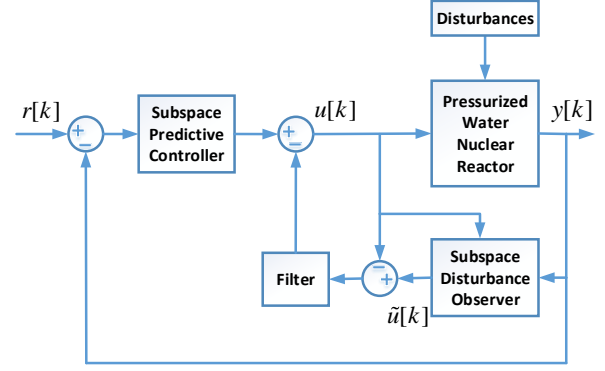 Disturbances
r[k]
+
−
Subspace
Predictive
Controller
+
−
u[k]
Pressurized
Water
Nuclear
Reactor
y[k]
Filter
−
+
ũ[k]
Subspace
Disturbance
Observer